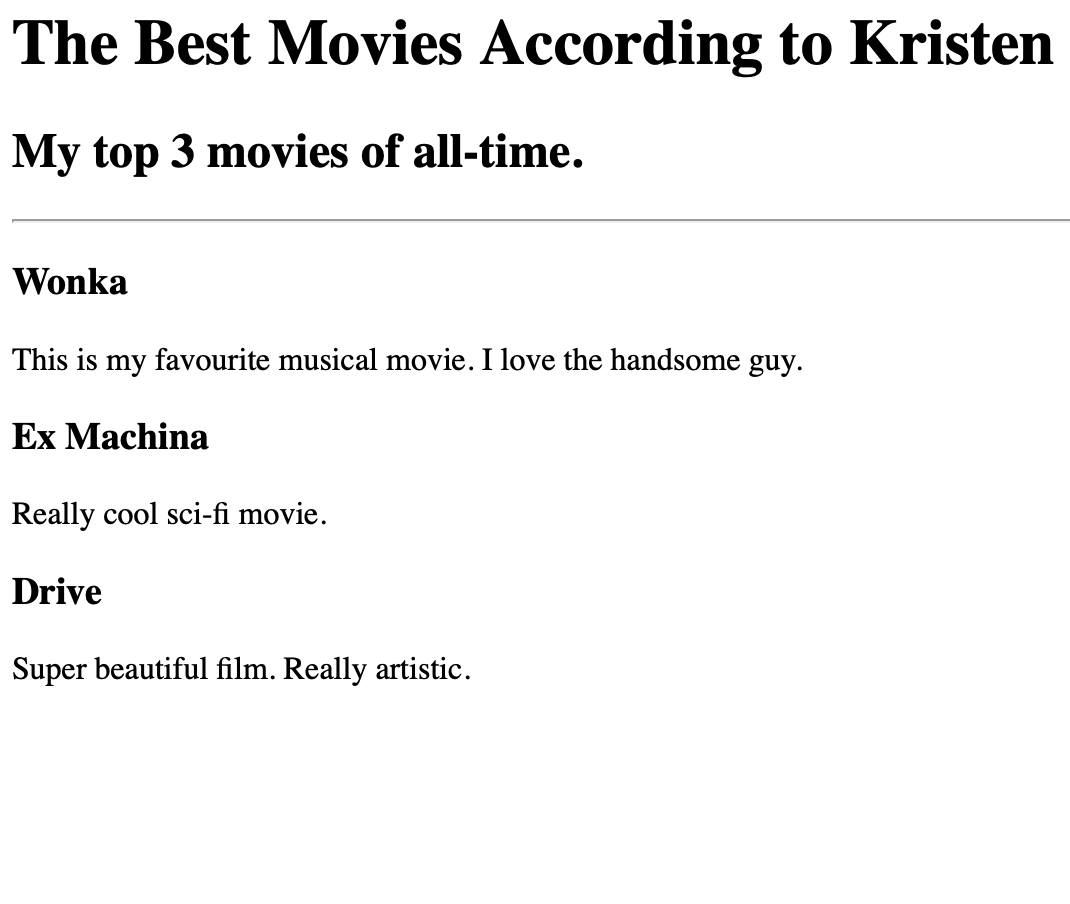 The Best Movies According to Kristen
My top 3 movies of all-time.
Wonka
This is my favourite musical movie. I love the handsome guy.
Ex Machina
Really cool sci-fi movie.
Drive
Super beautiful film. Really artistic.